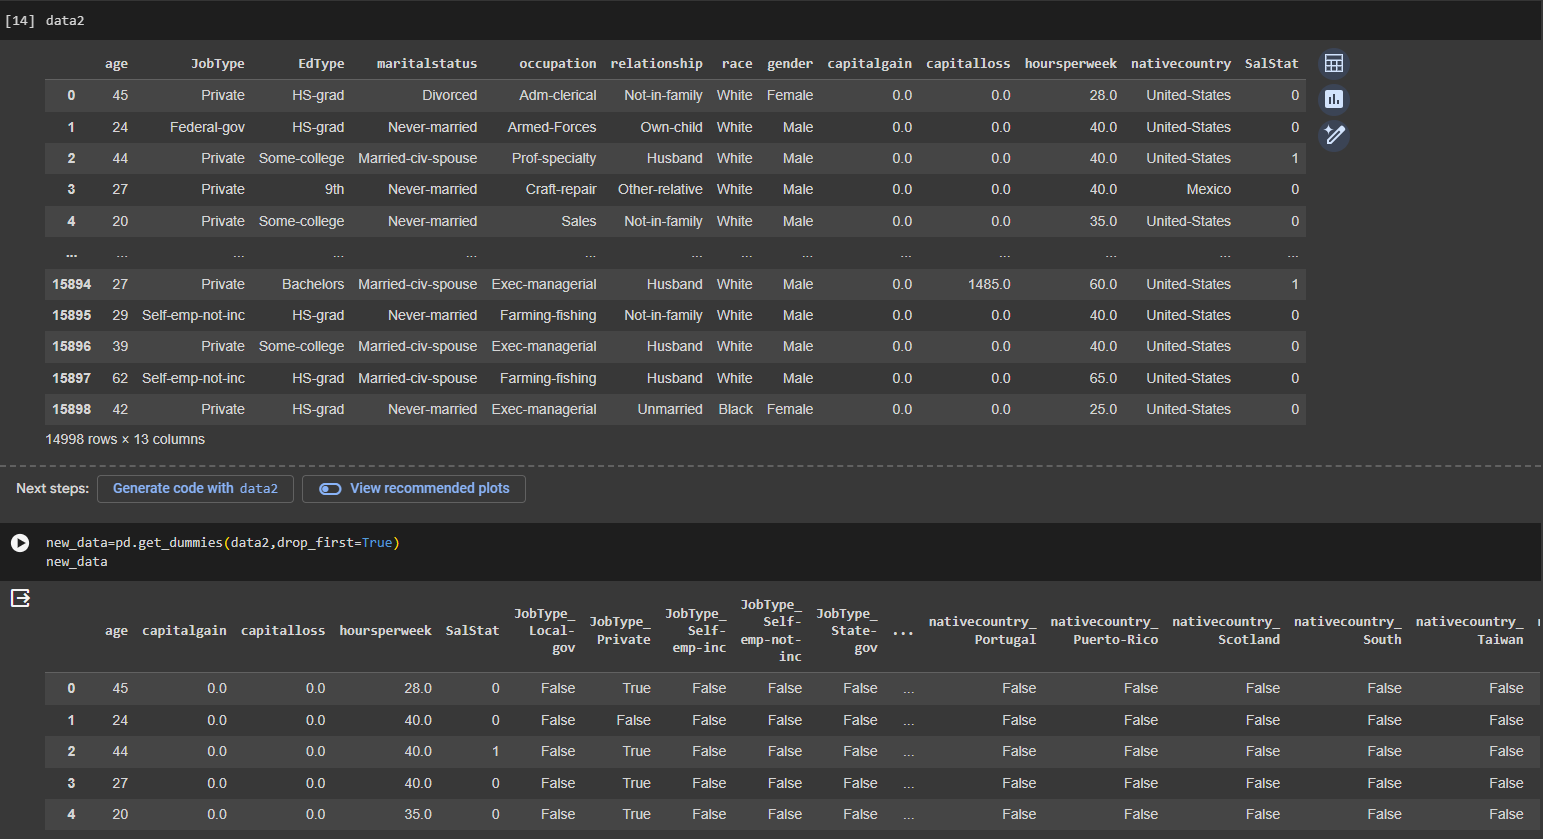 [14] data2
age JobType EdType maritalstatus occupation relationship race gender capitalgain capitalloss hoursperweek nativecountry SalStat
0 45 Private HS-grad Divorced Adm-clerical Not-in-family White Female 0.0 0.0 28.0 United-States 0
1 24 Federal-gov HS-grad Never-married Armed-Forces Own-child White Male 0.0 0.0 40.0 United-States 0
2 44 Private Some-college Married-civ-spouse Prof-specialty Husband White Male 0.0 0.0 40.0 United-States 1
3 27 Private 9th Never-married Craft-repair Other-relative White Male 0.0 0.0 40.0 Mexico 0
4 20 Private Some-college Never-married Sales Not-in-family White Male 0.0 0.0 35.0 United-States 0
... ... ... ... ... ... ... ... ... ... ... ... ... ...
15894 27 Private Bachelors Married-civ-spouse Exec-managerial Husband White Male 0.0 1485.0 60.0 United-States 1
15895 29 Self-emp-not-inc HS-grad Never-married Farming-fishing Not-in-family White Male 0.0 0.0 40.0 United-States 0
15896 39 Private Some-college Married-civ-spouse Exec-managerial Husband White Male 0.0 0.0 40.0 United-States 0
15897 62 Self-emp-not-inc HS-grad Married-civ-spouse Farming-fishing Husband White Male 0.0 0.0 65.0 United-States 0
15898 42 Private HS-grad Never-married Exec-managerial Unmarried Black Female 0.0 0.0 25.0 United-States 0
14998 rows × 13 columns
Next steps: Generate code with data2 View recommended plots
new_data=pd.get_dummies(data2,drop_first=True)
new_data
age capitalgain capitalloss hoursperweek SalStat JobType_Local-gov JobType_Private JobType_Self-emp-inc JobType_Self-emp-not-inc JobType_State-gov ... nativecountry_Portugal nativecountry_Puerto-Rico nativecountry_Scotland nativecountry_South nativecountry_Taiwan
0 45 0.0 0.0 28.0 0 False True False False False ... False False False False False
1 24 0.0 0.0 40.0 0 False False False False False ... False False False False False
2 44 0.0 0.0 40.0 1 False True False False False ... False False False False False
3 27 0.0 0.0 40.0 0 False True False False False ... False False False False False
4 20 0.0 0.0 35.0 0 False True False False False ... False False False False False